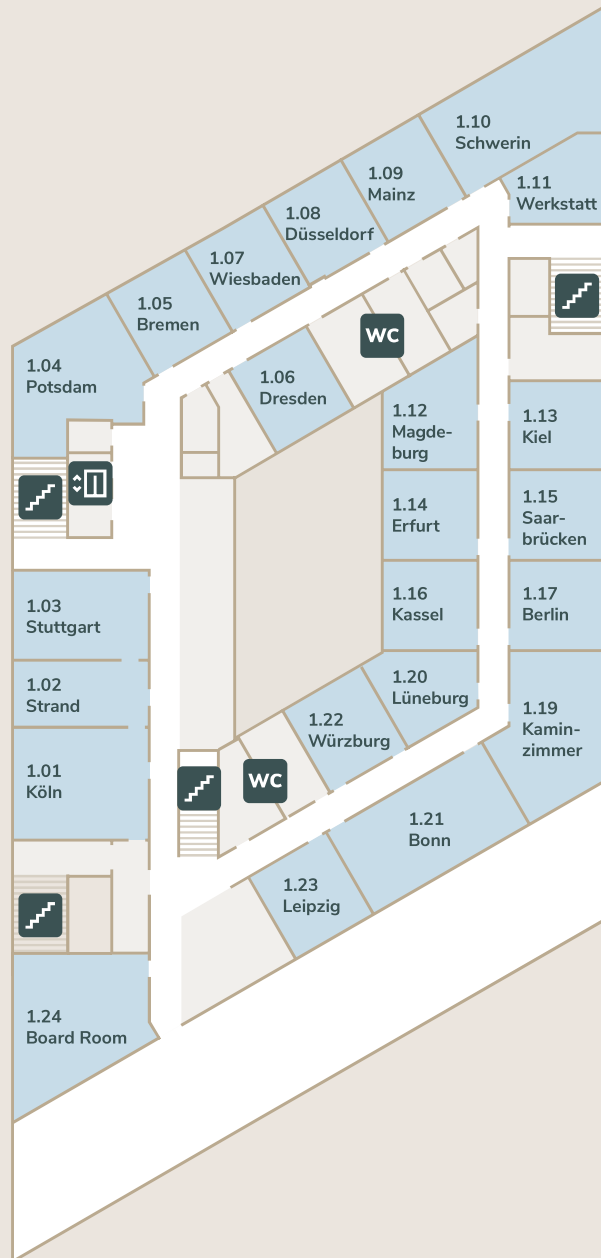 1.10
Schwerin
1.09
Mainz
1.11
Werkstatt
1.08
Düsseldorf
1.07
Wiesbaden
1.05
Bremen
WC
1.04
Potsdam
1.06
Dresden
1.12
Magde-
burg
1.13
Kiel
1.14
Erfurt
1.15
Saar-
brücken
1.03
Stuttgart
1.16
Kassel
1.17
Berlin
1.02
Strand
1.20
Lüneburg
1.19
Kamin-
zimmer
1.22
Würzburg
1.01
Köln
WC
1.21
Bonn
1.23
Leipzig
1.24
Board Room